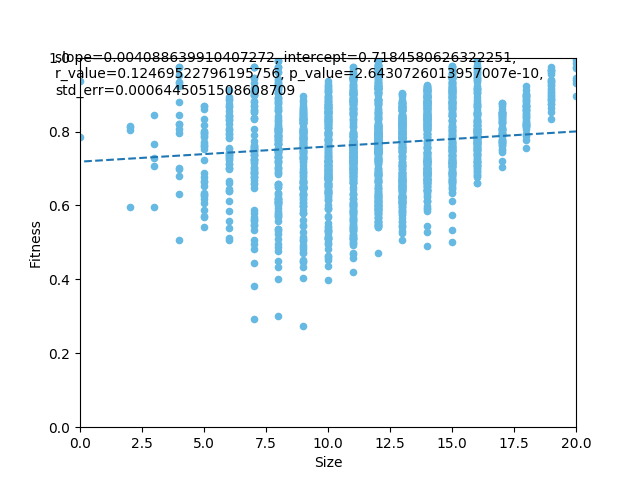 slope=0.004088639910407272, intercept=0.7184580626322251,
r_value=0.12469522796195756, p_value=2.6430726013957007e-10,
std_err=0.0006445051508608709
1.0
0.8
0.6
0.4
0.2
0.0
Fitness
0.0 2.5 5.0 7.5 10.0 12.5 15.0 17.5 20.0
Size